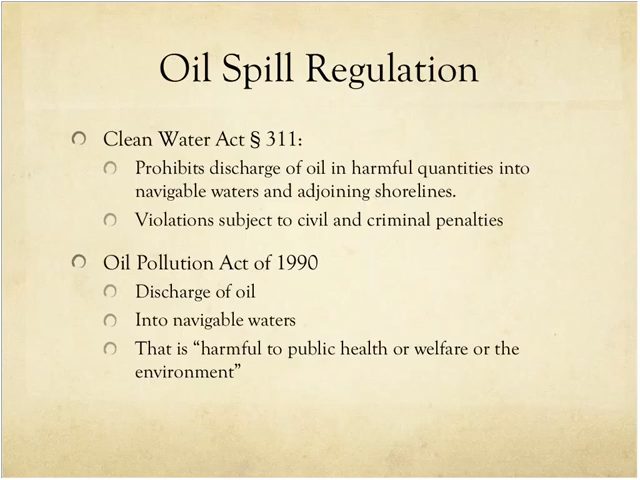 Oil Spill Regulation
Clean Water Act § 311:
Prohibits discharge of oil in harmful quantities into
navigable waters and adjoining shorelines.
Violations subject to civil and criminal penalties
Oil Pollution Act of 1990
Discharge of oil
Into navigable waters
That is “harmful to public health or welfare or the
environment”